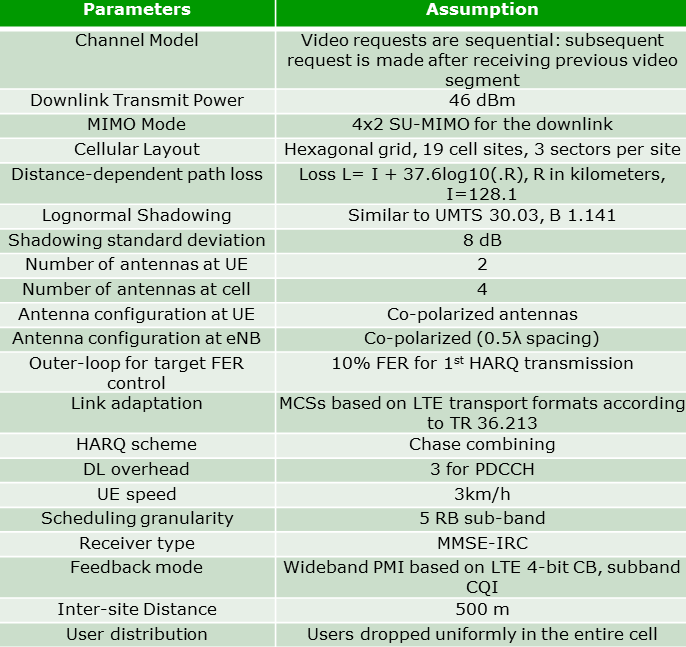 Parameters Assumption
Channel Model Video requests are sequential: subsequent
request is made after receiving previous video
segment
Downlink Transmit Power 46 dBm
MIMO Mode 4x2 SU-MIMO for the downlink
Cellular Layout Hexagonal grid, 19 cell sites, 3 sectors per site
Distance-dependent path loss Loss L= I + 37.6log10(.R), R in kilometers,
I=128.1
Lognormal Shadowing Similar to UMTS 30.03, B 1.141
Shadowing standard deviation 8 dB
Number of antennas at UE 2
Number of antennas at cell 4
Antenna configuration at UE Co-polarized antennas
Antenna configuration at eNB Co-polarized (0.5λ spacing)
Outer-loop for target FER 10% FER for 1st HARQ transmission
control
Link adaptation MCSs based on LTE transport formats according
to TR 36.213
HARQ scheme Chase combining
DL overhead 3 for PDCCH
UE speed 3km/h
Scheduling granularity 5 RB sub-band
Receiver type MMSE-IRC
Feedback mode Wideband PMI based on LTE 4-bit CB, subband
CQI
Inter-site Distance 500 m
User distribution Users dropped uniformly in the entire cell